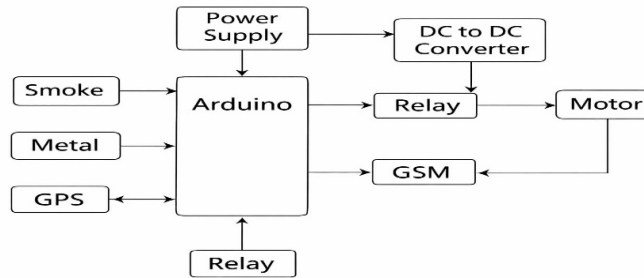 Power
Supply
DC to DC
Converter
Smoke
Arduino
Relay
Motor
Metal
GSM
GPS
Relay